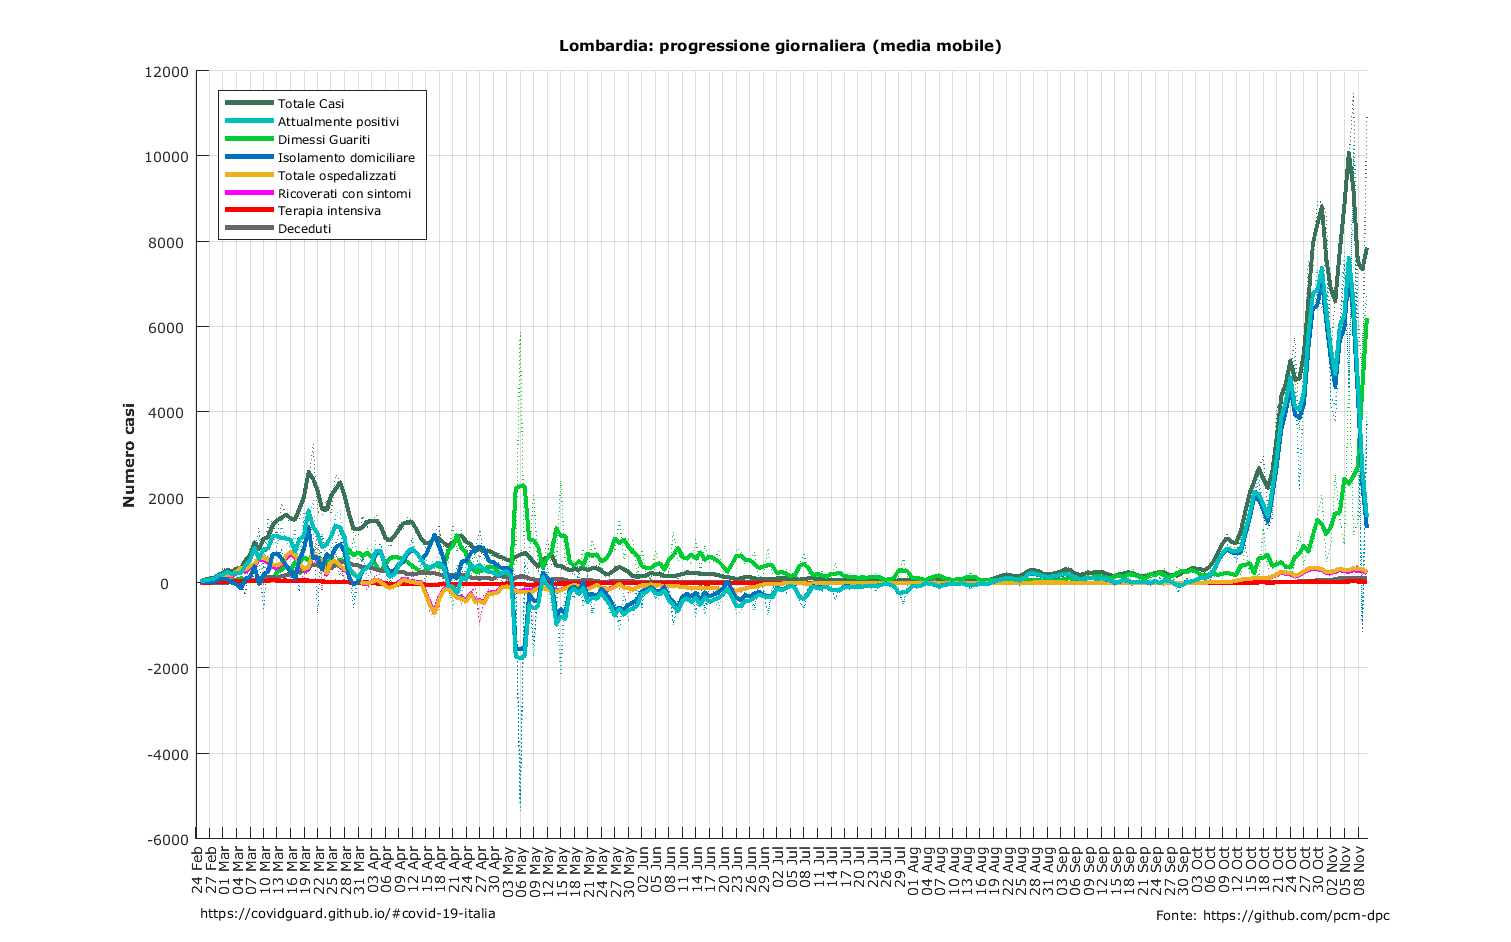 Lombardia: progressione giornaliera (media mobile)
12000
10000
8000
6000
4000
2000
0
-2000
-4000
-6000
Numero casi
Totale Casi
Attualmente positivi
Dimessi Guariti
Isolamento domiciliare
Totale ospedalizzati
Ricoverati con sintomi
Terapia intensiva
Deceduti
24 Feb
27 Feb
01 Mar
04 Mar
07 Mar
10 Mar
13 Mar
16 Mar
19 Mar
22 Mar
25 Mar
28 Mar
31 Mar
03 Apr
06 Apr
09 Apr
12 Apr
15 Apr
18 Apr
21 Apr
24 Apr
27 Apr
30 Apr
03 May
06 May
09 May
12 May
15 May
18 May
21 May
24 May
27 May
30 May
02 Jun
05 Jun
08 Jun
11 Jun
14 Jun
17 Jun
20 Jun
23 Jun
26 Jun
29 Jun
02 Jul
05 Jul
08 Jul
11 Jul
14 Jul
17 Jul
20 Jul
23 Jul
26 Jul
29 Jul
01 Aug
04 Aug
07 Aug
10 Aug
13 Aug
16 Aug
19 Aug
22 Aug
25 Aug
28 Aug
31 Aug
03 Sep
06 Sep
09 Sep
12 Sep
15 Sep
18 Sep
21 Sep
24 Sep
27 Sep
30 Sep
03 Oct
06 Oct
09 Oct
12 Oct
15 Oct
18 Oct
21 Oct
24 Oct
27 Oct
30 Oct
02 Nov
05 Nov
08 Nov
https://covidguard.github.io/#covid-19-italia
Fonte: https://github.com/pcm-dpc